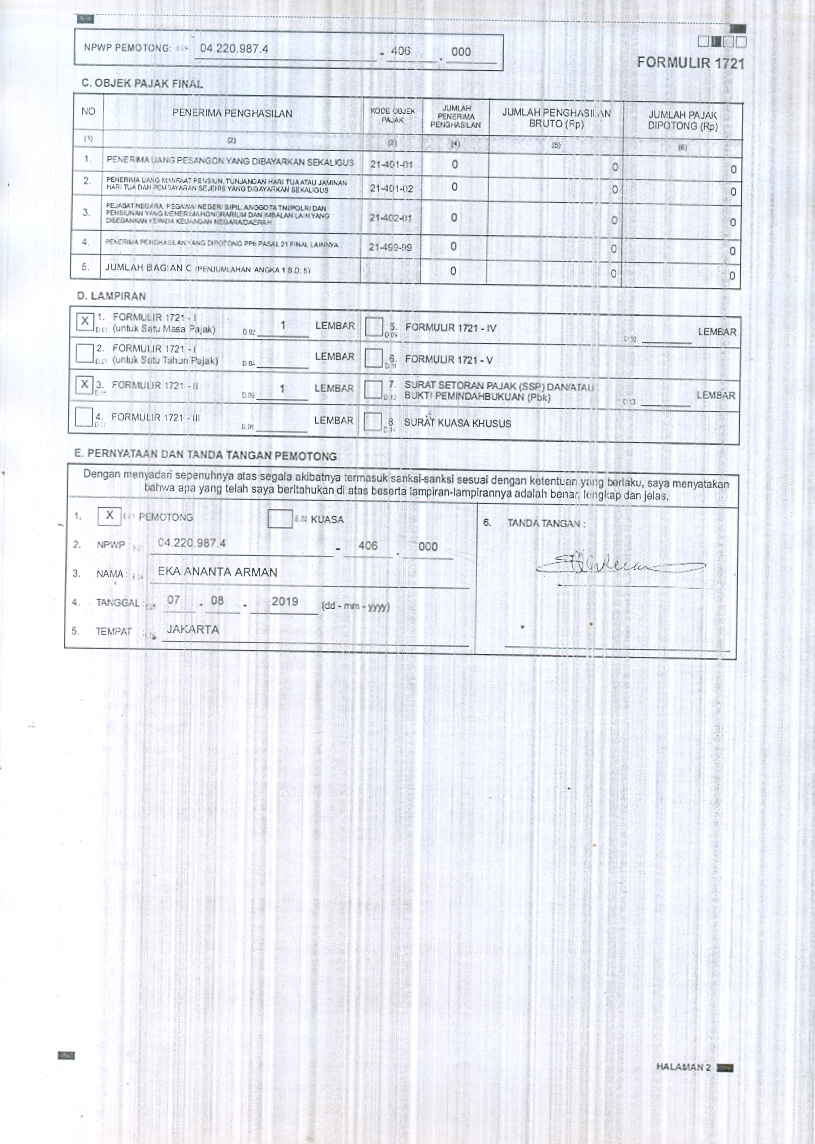 NPWP PEMOTONG: 04.220.987.4 - 406 . 000
FORMULIR 1721
C. OBJEK PAJAK FINAL
NO PENERIMA PENGHASILAN KODE OBJEK PAJAK JUMLAH PENERIMA PENGHASILAN JUMLAH PENGHASILAN BRUTO (Rp) JUMLAH PAJAK DIPOTONG (Rp)
(1) (2) (3) (4) (5) (6)
1. PENERIMA UANG PESANGON YANG DIBAYARKAN SEKALIGUS 21-401-01 0 0 0
2. PENERIMA UANG MANFAAT PENSIUN, TUNJANGAN HARI TUA ATAU JAMINAN
HARI TUA DAN PEMBAYARAN SEJENIS YANG DIBAYARKAN SEKALIGUS 21-401-02 0 0 0
3. PEJABAT NEGARA, PEGAWAI NEGERI SIPIL, ANGGOTA TNI/POLRI DAN
PENSIUNAN YANG MENERIMA HONORARIUM DAN IMBALAN LAIN YANG
DIBEBANKAN KEPADA KEUANGAN NEGARA/DAERAH 21-402-01 0 0 0
4. PENERIMA PENGHASILAN YANG DIPOTONG PPh PASAL 21 FINAL LAINNYA 21-499-99 0 0 0
5. JUMLAH BAGIAN C (PENJUMLAHAN ANGKA 1 S.D. 5) 0 0 0
D. LAMPIRAN
X 1. FORMULIR 1721 - I
D.01 (untuk Satu Masa Pajak) D.02 1 LEMBAR
2. FORMULIR 1721 - I
(untuk Satu Tahun Pajak) D.04 LEMBAR
X 3. FORMULIR 1721 - II 1 LEMBAR
4. FORMULIR 1721 - III LEMBAR
5. FORMULIR 1721 - IV D.10 LEMBAR
6. FORMULIR 1721 - V
7. SURAT SETORAN PAJAK (SSP) DAN/ATAU
BUKTI PEMINDAHBUKUAN (Pbk) D.13 LEMBAR
8. SURAT KUASA KHUSUS
E. PERNYATAAN DAN TANDA TANGAN PEMOTONG
Dengan menyadari sepenuhnya atas segala akibatnya termasuk sanksi-sanksi sesuai dengan ketentuan yang berlaku, saya menyatakan
bahwa apa yang telah saya beritahukan di atas beserta lampiran-lampirannya adalah benar, lengkap dan jelas.
1. X PEMOTONG KUASA
2. NPWP : 04.220.987.4 - 406 . 000
3. NAMA : EKA ANANTA ARMAN
4. TANGGAL : 07 - 08 - 2019 (dd - mm - yyyy)
5. TEMPAT : JAKARTA
6. TANDA TANGAN :
HALAMAN 2